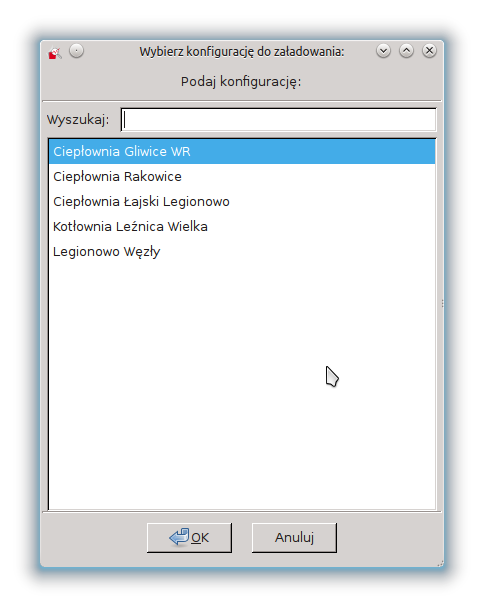 Wybierz konfigurację do załadowania:
Podaj konfigurację:
Wyszukaj:
Ciepłownia Gliwice WR
Ciepłownia Rakowice
Ciepłownia Łajski Legionowo
Kotłownia Leźnica Wielka
Legionowo Węzły
OK
Anuluj